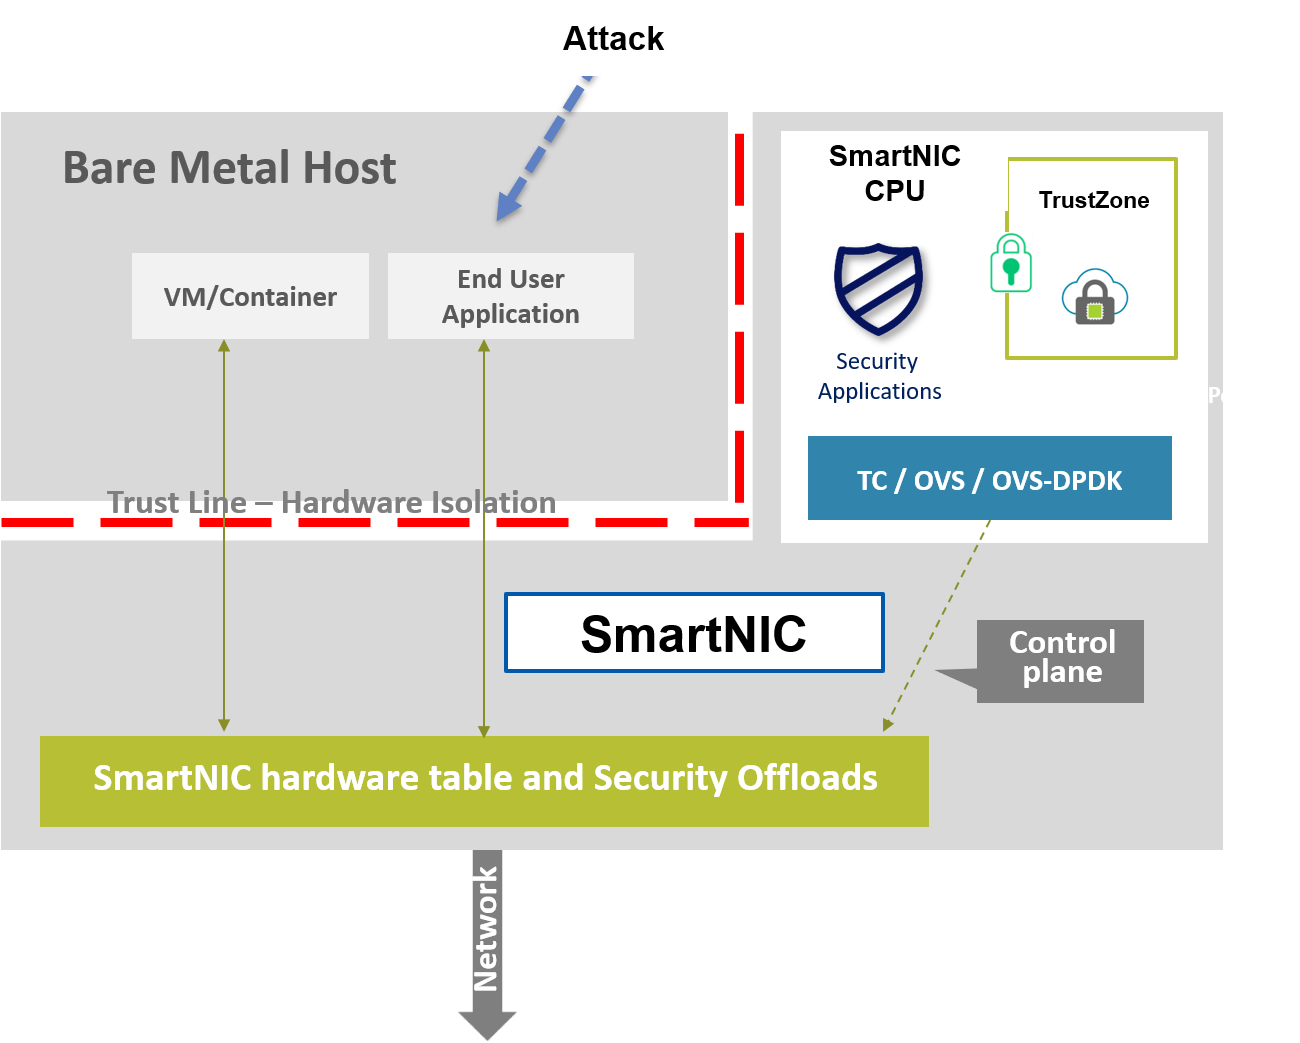 Attack
Bare Metal Host
VM/Container
End User
Application
Trust Line – Hardware Isolation
SmartNIC
CPU
TrustZone
Security
Applications
TC / OVS / OVS-DPDK
SmartNIC
Control
plane
SmartNIC hardware table and Security Offloads
Network